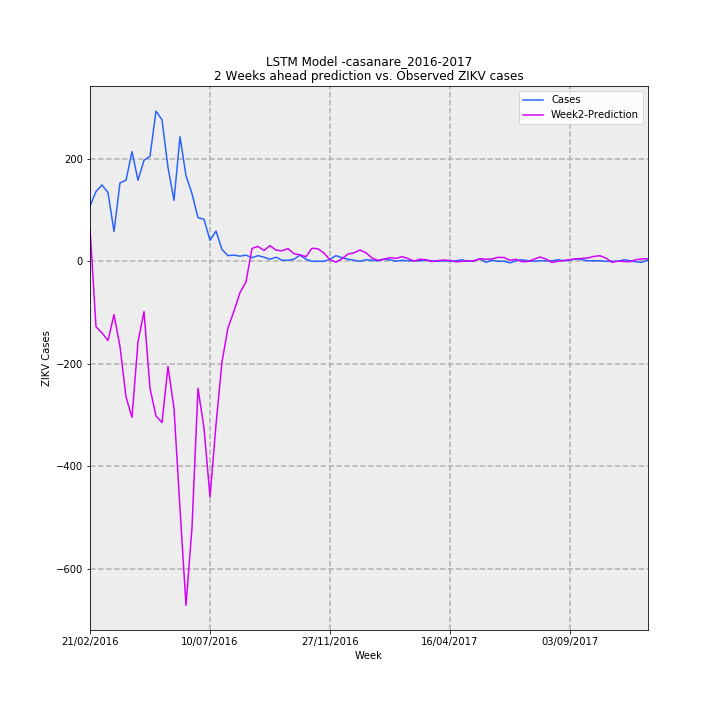 LSTM Model -casanare_2016-2017
2 Weeks ahead prediction vs. Observed ZIKV cases
Cases
Week2-Prediction
200
0
−200
−400
−600
ZIKV Cases
21/02/2016 10/07/2016 27/11/2016 16/04/2017 03/09/2017
Week